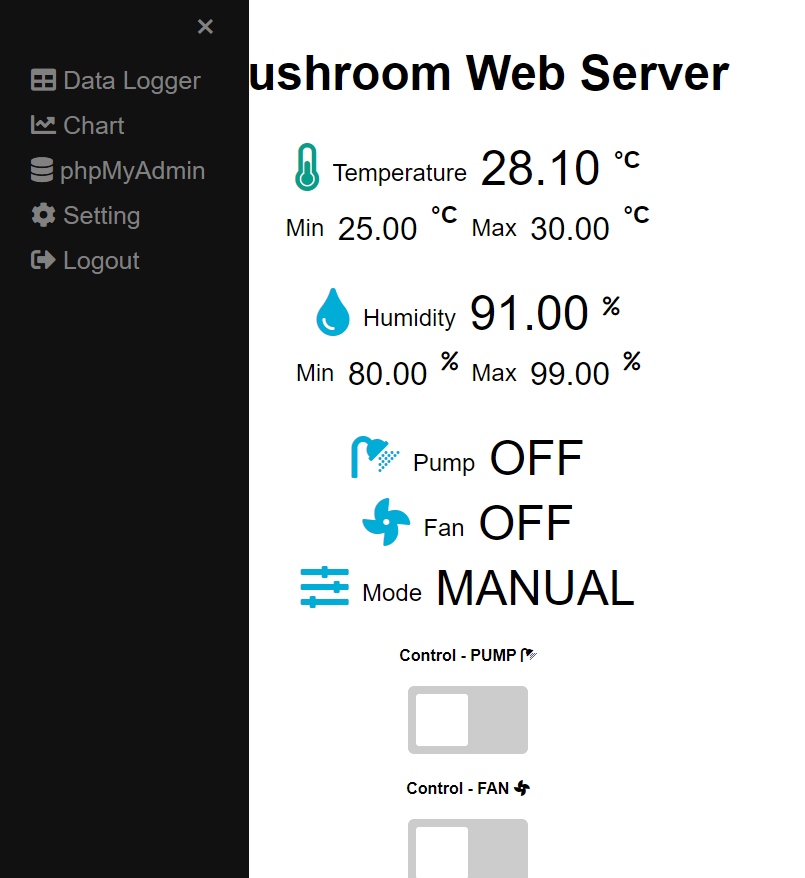 ×
Data Logger
Chart
phpMyAdmin
Setting
Logout
ushroom Web Server
Temperature 28.10 °C
Min 25.00 °C Max 30.00 °C
Humidity 91.00 %
Min 80.00 % Max 99.00 %
Pump OFF
Fan OFF
Mode MANUAL
Control - PUMP
Control - FAN